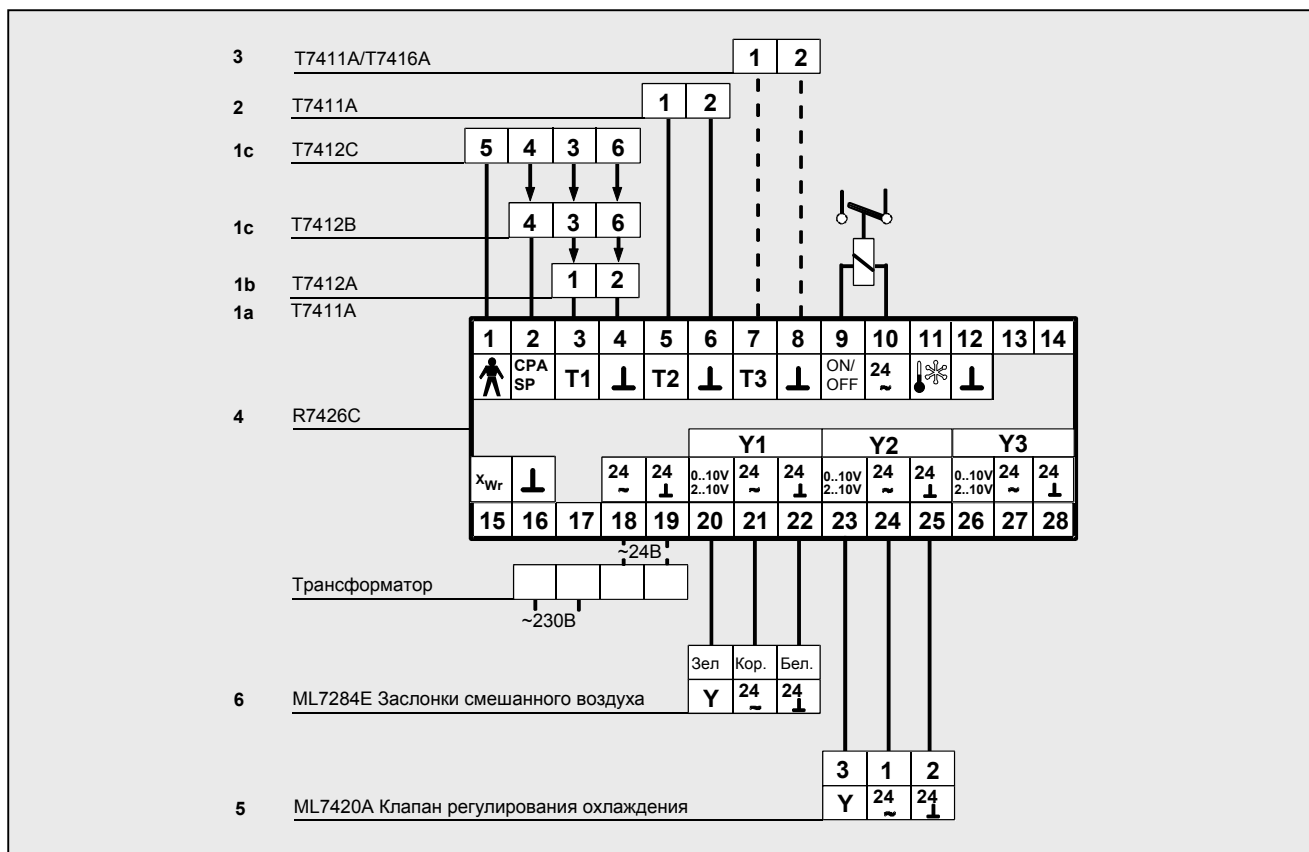 3 T7411A/T7416A 1 2
2 T7411A 1 2
1c T7412C 5 4 3 6
1c T7412B 4 3 6
1b T7412A 1 2
1a T7411A
1 2 3 4 5 6 7 8 9 10 11 12 13 14
CPA SP T1 ⊥ T2 ⊥ T3 ⊥ ON/OFF 24 ~ ⊥
4 R7426C
Y1 Y2 Y3
xWr ⊥ 24 ~ 24 ⊥ 0..10V 2..10V 24 ~ 24 ⊥ 0..10V 2..10V 24 ~ 24 ⊥ 0..10V 2..10V 24 ~ 24 ⊥
15 16 17 18 19 20 21 22 23 24 25 26 27 28
~24В
Трансформатор
~230В
Зел Кор. Бел.
6 ML7284E Заслонки смешанного воздуха Y 24 ~ 24 ⊥
3 1 2
5 ML7420A Клапан регулирования охлаждения Y 24 ~ 24 ⊥